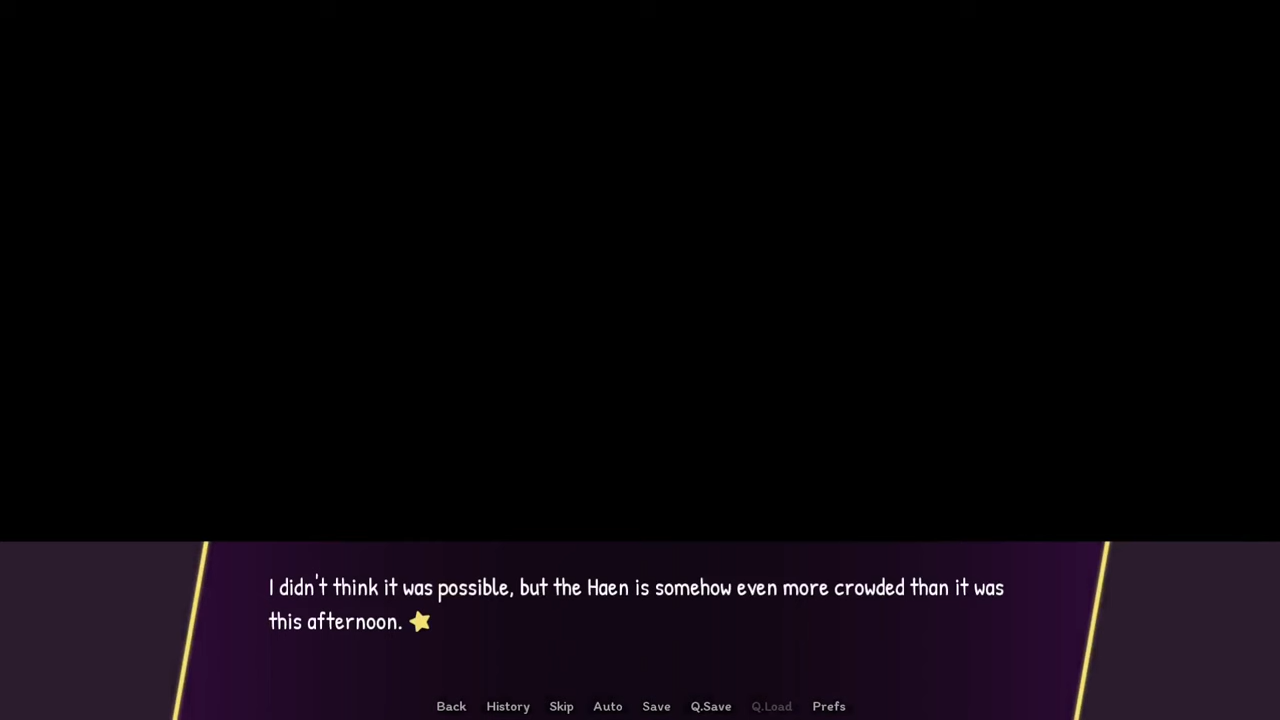 I didn't think it was possible, but the Haen is somehow even more crowded than it was
this afternoon.
Back History Skip Auto Save Q.Save Q.Load Prefs